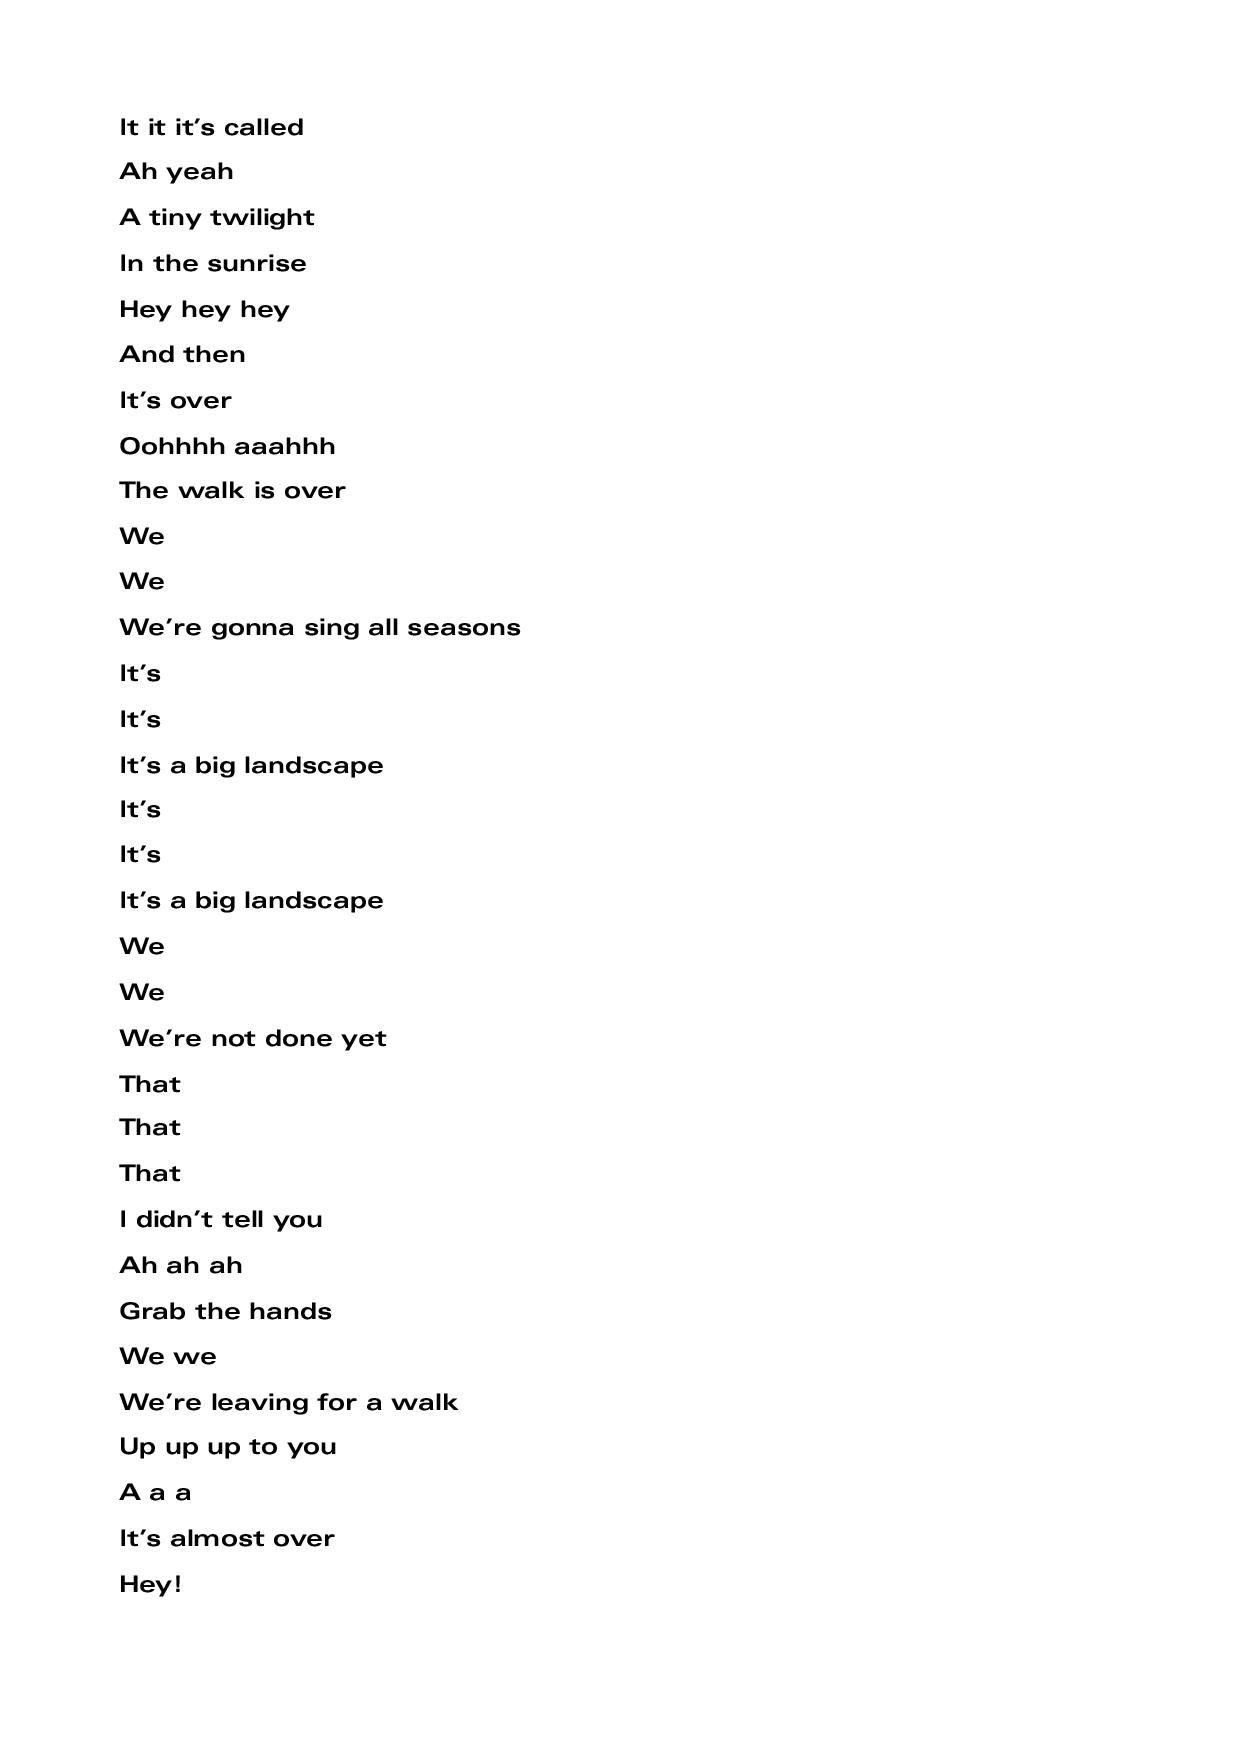 It it it’s called
Ah yeah
A tiny twilight
In the sunrise
Hey hey hey
And then
It’s over
Oohhhh aaahhh
The walk is over
We
We
We’re gonna sing all seasons
It’s
It’s
It’s a big landscape
It’s
It’s
It’s a big landscape
We
We
We’re not done yet
That
That
That
I didn’t tell you
Ah ah ah
Grab the hands
We we
We’re leaving for a walk
Up up up to you
A a a
It’s almost over
Hey!